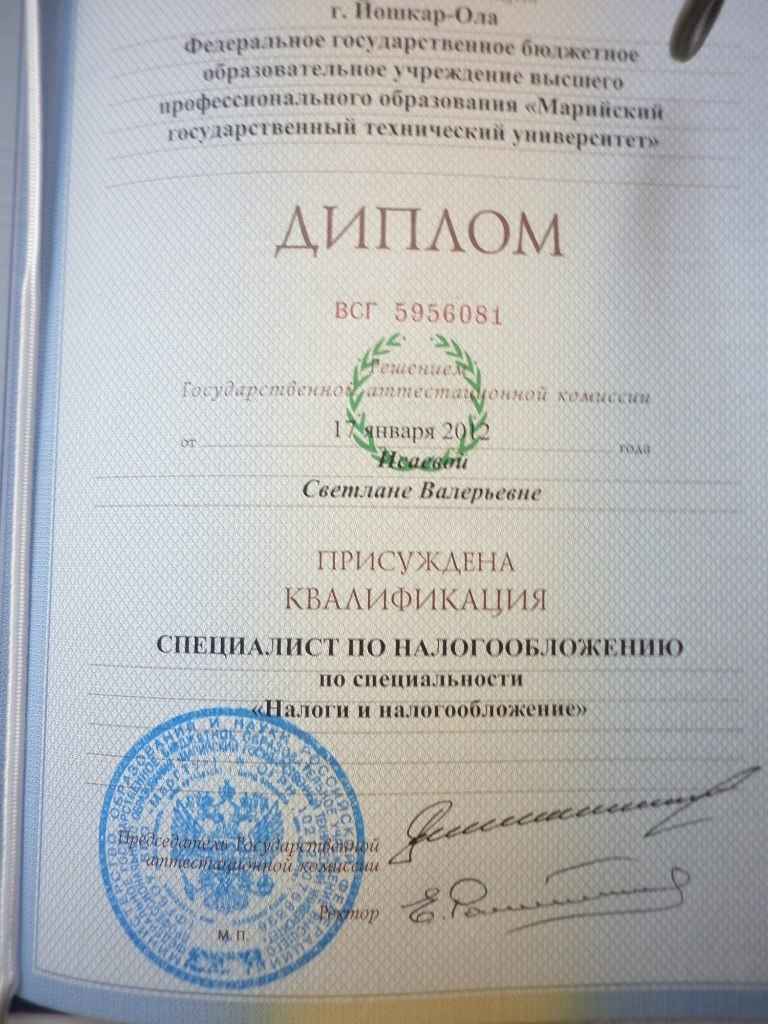 г. Йошкар-Ола
Федеральное государственное бюджетное
образовательное учреждение высшего
профессионального образования «Марийский
государственный технический университет»
ДИПЛОМ
ВСГ 5956081
Решением
Государственной аттестационной комиссии
от 17 января 2012 года
Исаевой
Светлане Валерьевне
ПРИСУЖДЕНА
КВАЛИФИКАЦИЯ
СПЕЦИАЛИСТ ПО НАЛОГООБЛОЖЕНИЮ
по специальности
«Налоги и налогообложение»
Председатель Государственной
аттестационной комиссии
Ректор
М. П.